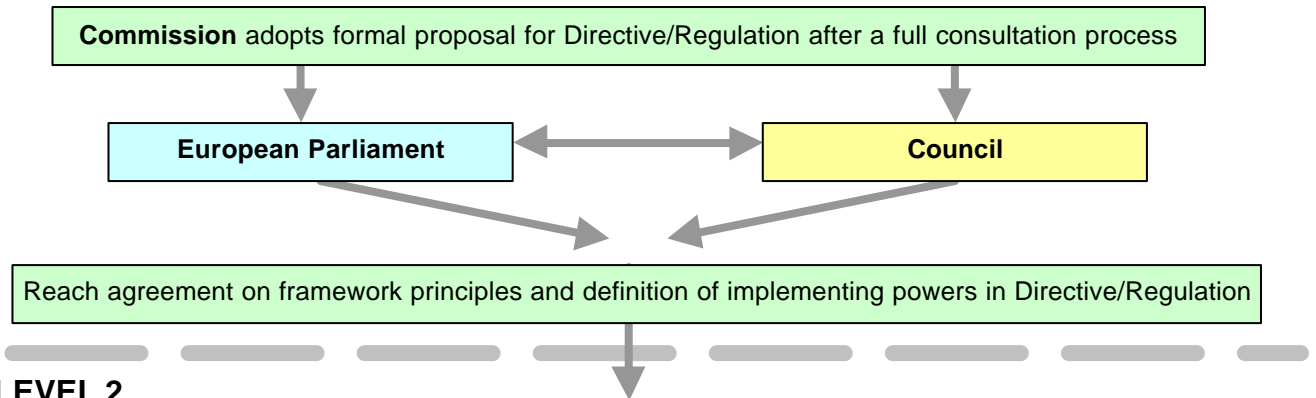 Commission adopts formal proposal for Directive/Regulation after a full consultation process
European Parliament
Council
Reach agreement on framework principles and definition of implementing powers in Directive/Regulation
LEVEL 2